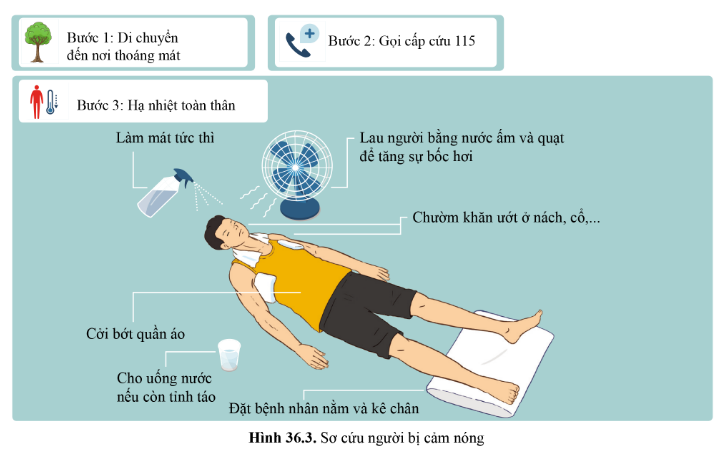 Bước 1: Di chuyển
đến nơi thoáng mát
Bước 2: Gọi cấp cứu 115
Bước 3: Hạ nhiệt toàn thân
Làm mát tức thì
Lau người bằng nước ấm và quạt
để tăng sự bốc hơi
Chườm khăn ướt ở nách, cổ,...
Cởi bớt quần áo
Cho uống nước
nếu còn tỉnh táo
Đặt bệnh nhân nằm và kê chân
Hình 36.3. Sơ cứu người bị cảm nóng